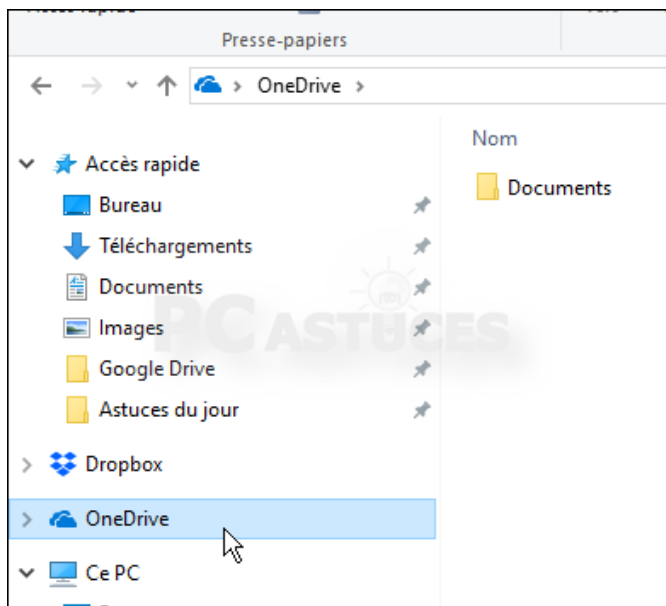 Presse-papiers
OneDrive
Nom
Accès rapide
Bureau
Téléchargements
Documents
Images
Google Drive
Astuces du jour
Dropbox
OneDrive
Ce PC
Documents
PC ASTUCES